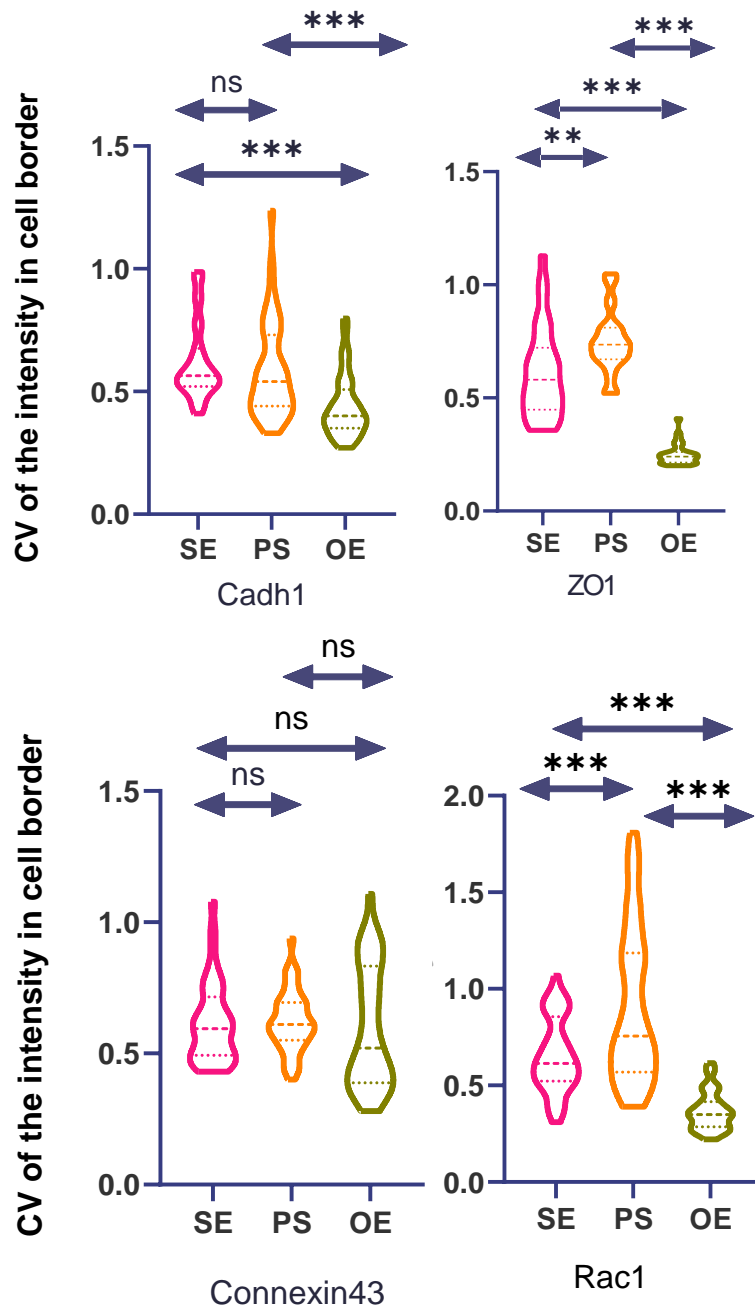 ***
ns
***
CV of the intensity in cell border
1.5
1.0
0.5
0.0
SE PS OE
Cadh1
***
***
**
1.5
1.0
0.5
0.0
SE PS OE
ZO1
ns
ns
ns
CV of the intensity in cell border
1.5
1.0
0.5
0.0
SE PS OE
Connexin43
***
***
***
2.0
1.5
1.0
0.5
0.0
SE PS OE
Rac1